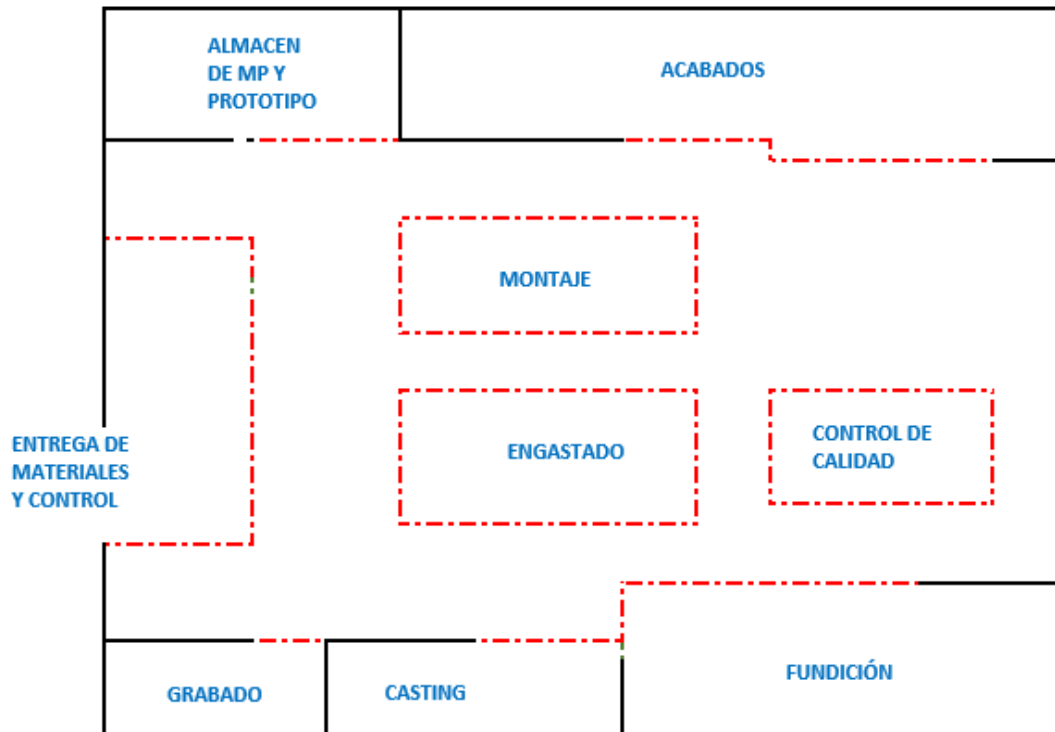 ALMACEN
DE MP Y
PROTOTIPO
ACABADOS
MONTAJE
ENTREGA DE
MATERIALES
Y CONTROL
ENGASTADO
CONTROL DE
CALIDAD
GRABADO
CASTING
FUNDICIÓN